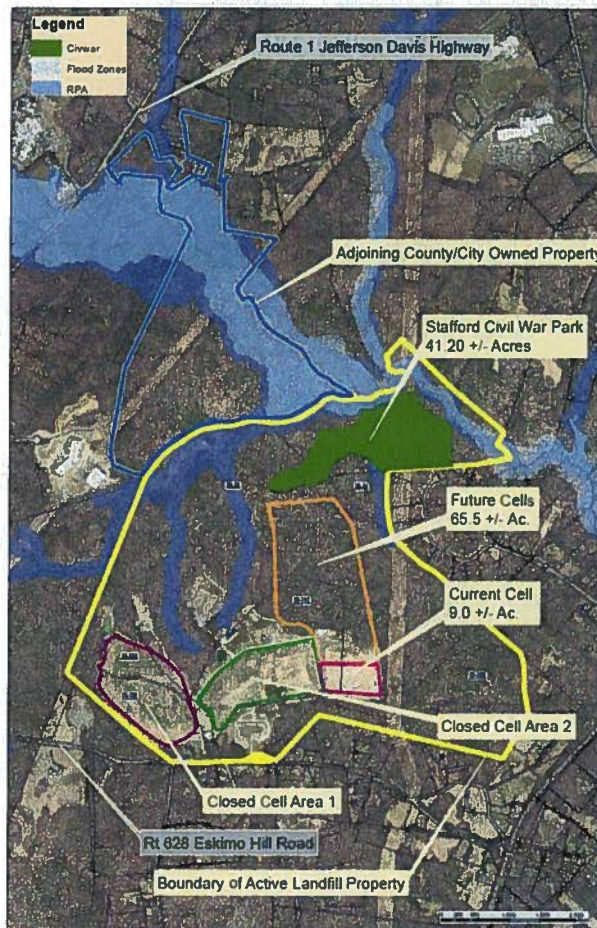 Legend
Civwar
Flood Zones
RPA
Route 1 Jefferson Davis Highway
Adjoining County/City Owned Property
Stafford Civil War Park
41.20 +/- Acres
Future Cells
65.5 +/- Ac.
Current Cell
9.0 +/- Ac.
Closed Cell Area 2
Closed Cell Area 1
Rt 628 Eskimo Hill Road
Boundary of Active Landfill Property